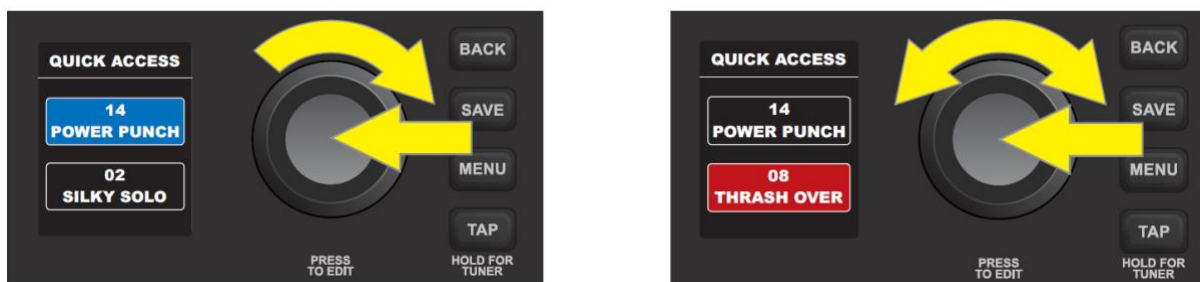 QUICK ACCESS
14
POWER PUNCH
02
SILKY SOLO
BACK
SAVE
MENU
TAP
PRESS
TO EDIT
HOLD FOR
TUNER
QUICK ACCESS
14
POWER PUNCH
08
THRASH OVER
BACK
SAVE
MENU
TAP
PRESS
TO EDIT
HOLD FOR
TUNER